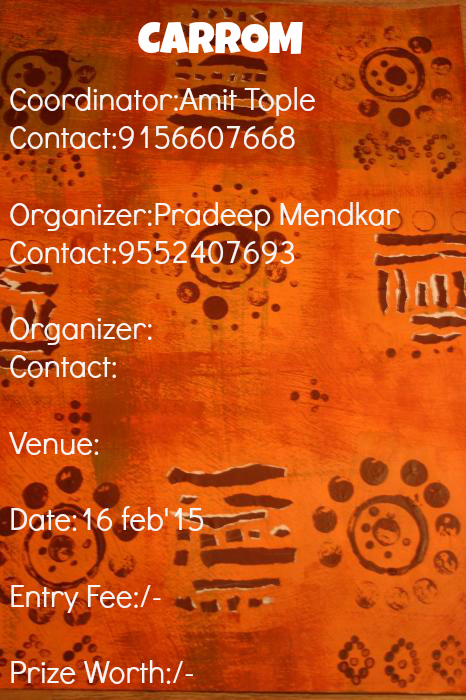 CARROM
Coordinator:Amit Tople
Contact:9156607668
Organizer:Pradeep Mendkar
Contact:9552407693
Organizer:
Contact:
Venue:
Date:16 feb'15
Entry Fee:/-
Prize Worth:/-